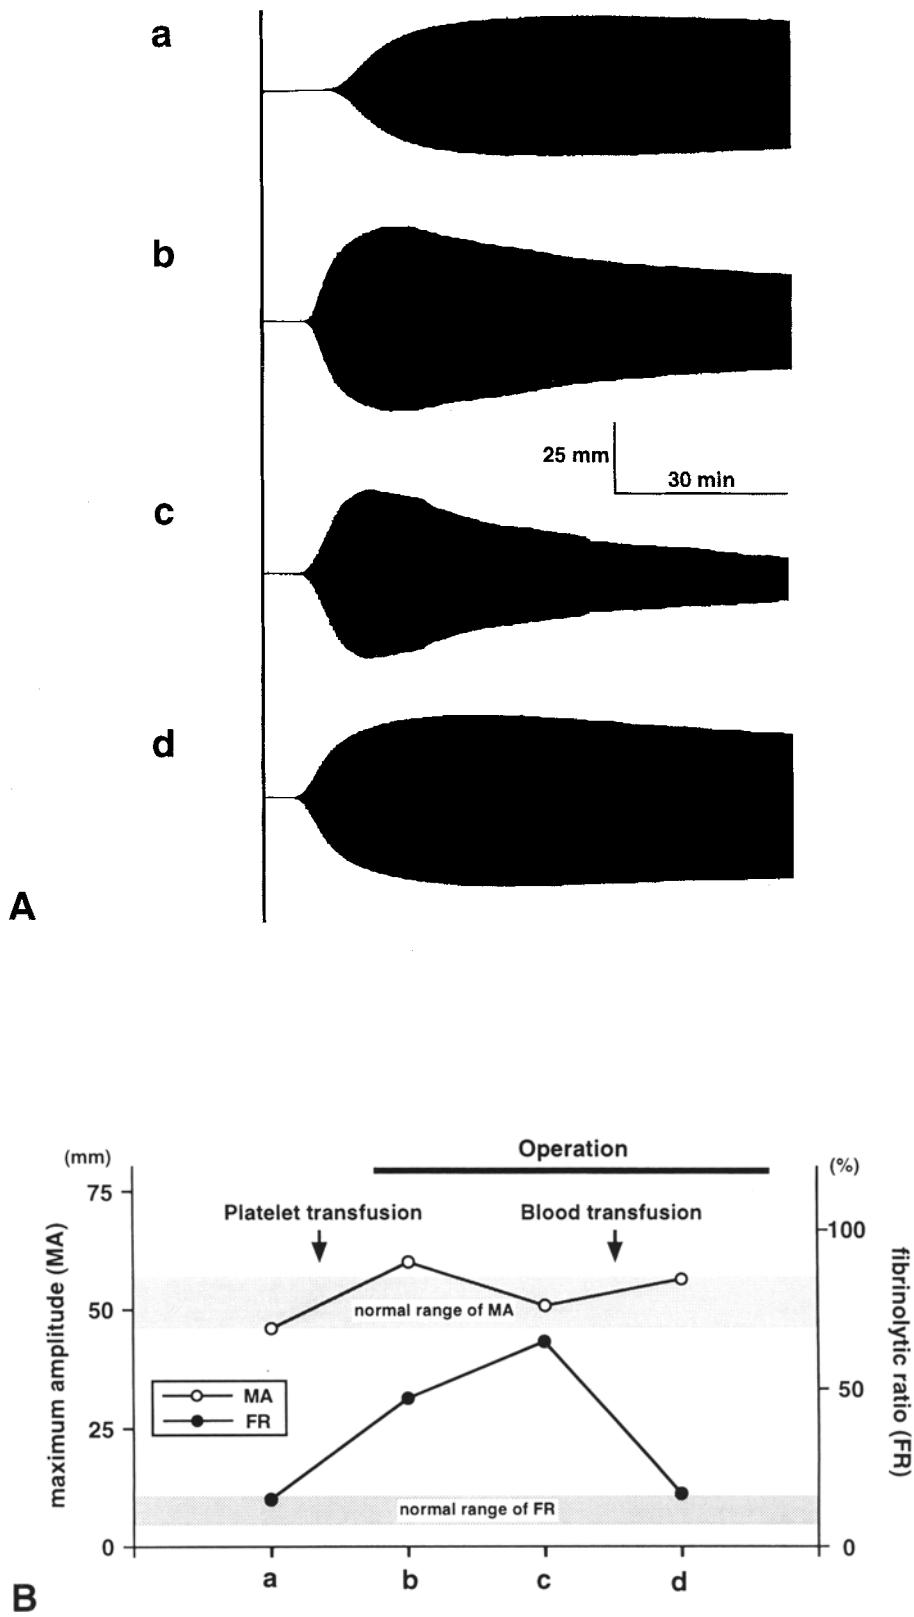 a
b
25 mm
30 min
c
d
A
(mm)
Operation
(%)
75
Platelet transfusion
Blood transfusion
100
maximum amplitude (MA)
fibrinolytic ratio (FR)
50
normal range of MA
MA
FR
50
25
normal range of FR
0
0
a
b
c
d
B